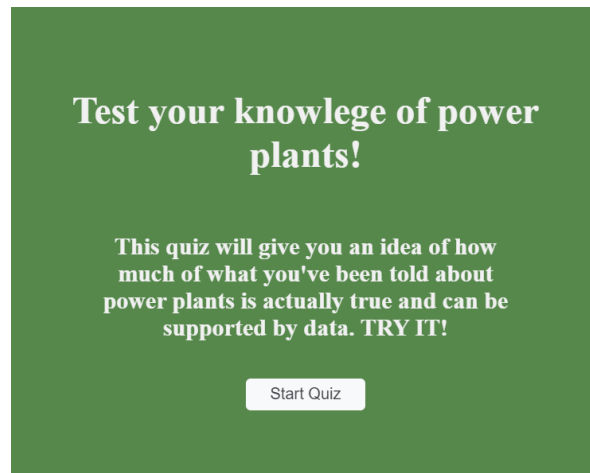 Test your knowlege of power
plants!
This quiz will give you an idea of how
much of what you've been told about
power plants is actually true and can be
supported by data. TRY IT!
Start Quiz